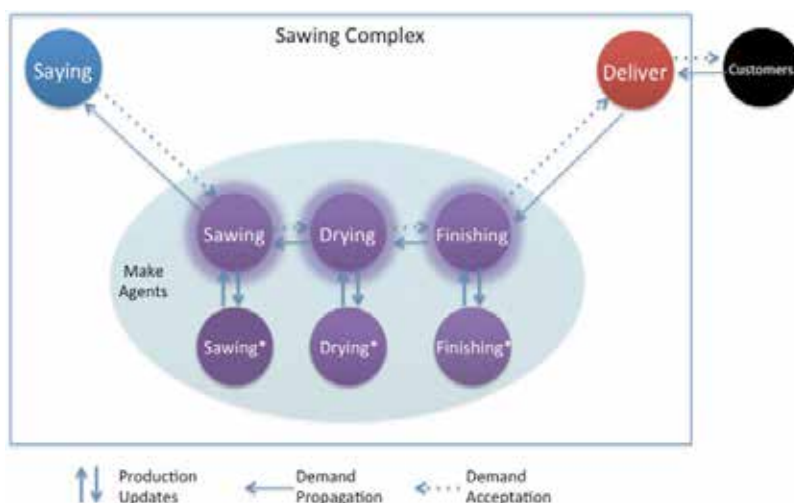 Sawing Complex
Saying
Deliver
Customers
Sawing
Drying
Finishing
Make
Agents
Sawing*
Drying*
Finishing*
Production
Updates
Demand
Propagation
Demand
Acceptation